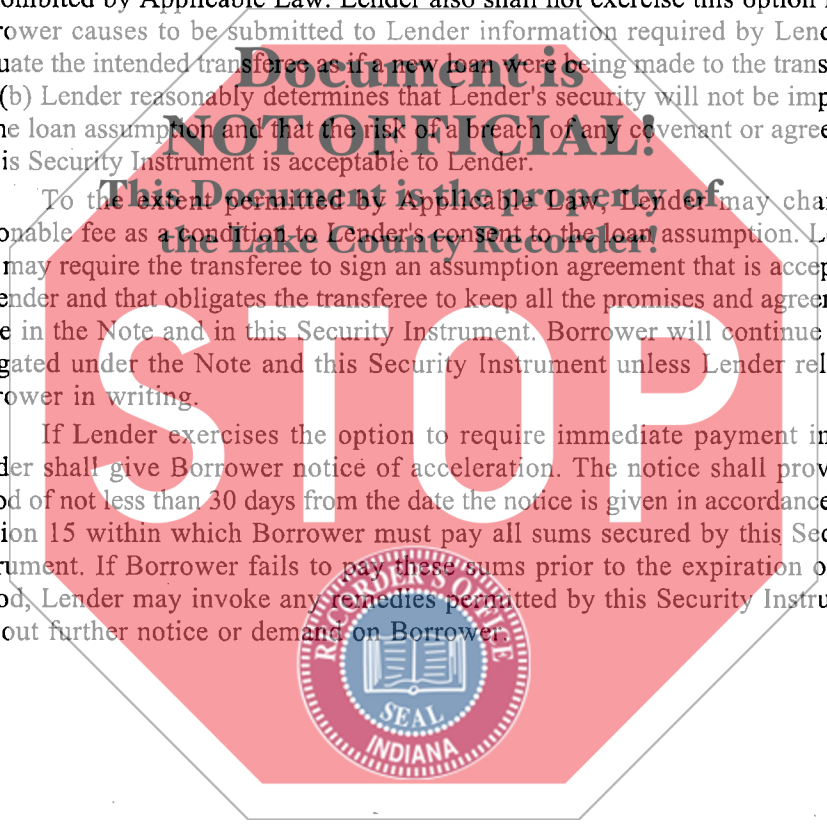 ohibited by Applicable Law. Lender also shall not exercise this option
rower causes to be submitted to Lender information required by Lend
uate the intended transferee as if a new loan were being made to the trans
(b) Lender reasonably determines that Lender's security will not be imp
e loan assumption and that the risk of a breach of any covenant or agree
is Security Instrument is acceptable to Lender.
To the extent permitted by Applicable Law, Lender may char
onable fee as a condition to Lender's consent to the loan assumption. L
may require the transferee to sign an assumption agreement that is accep
ender and that obligates the transferee to keep all the promises and agreer
e in the Note and in this Security Instrument. Borrower will continue
gated under the Note and this Security Instrument unless Lender rel
rower in writing.
If Lender exercises the option to require immediate payment in
der shall give Borrower notice of acceleration. The notice shall prov
od of not less than 30 days from the date the notice is given in accordance
ion 15 within which Borrower must pay all sums secured by this Sec
rument. If Borrower fails to pay these sums prior to the expiration o
od, Lender may invoke any remedies permitted by this Security Instru
out further notice or demand on Borrower.
Document is
NOT OFFICIAL!
This Document is the property of
the Lake County Recorder!
STOP
RECORDER'S OFFICE
SEAL
INDIANA